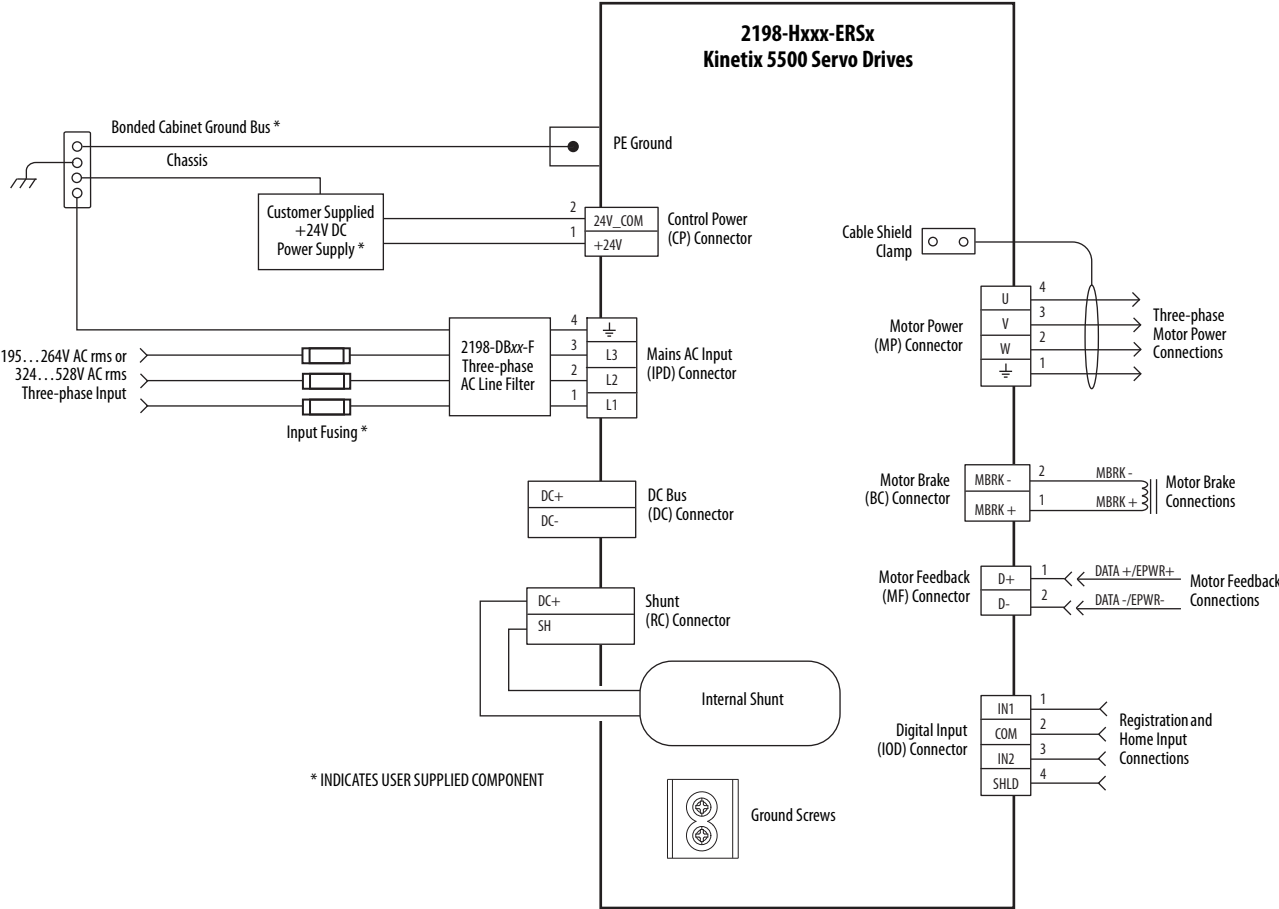 2198-Hxxx-ERSx
Kinetix 5500 Servo Drives
Bonded Cabinet Ground Bus *
Chassis
PE Ground
Customer Supplied
+24V DC
Power Supply *
2
1
24V_COM
+24V
Control Power
(CP) Connector
Cable Shield
Clamp
195…264V AC rms or
324…528V AC rms
Three-phase Input
Input Fusing *
2198-DBxx-F
Three-phase
AC Line Filter
4
3
2
1
L3
L2
L1
Mains AC Input
(IPD) Connector
Motor Power
(MP) Connector
U
V
W
4
3
2
1
Three-phase
Motor Power
Connections
DC+
DC-
DC Bus
(DC) Connector
Motor Brake
(BC) Connector
MBRK -
MBRK +
2
1
MBRK -
MBRK +
Motor Brake
Connections
DC+
SH
Shunt
(RC) Connector
Motor Feedback
(MF) Connector
D+
D-
1
2
DATA +/EPWR+
DATA -/EPWR-
Motor Feedback
Connections
Internal Shunt
Digital Input
(IOD) Connector
IN1
COM
IN2
SHLD
1
2
3
4
Registration and
Home Input
Connections
* INDICATES USER SUPPLIED COMPONENT
Ground Screws